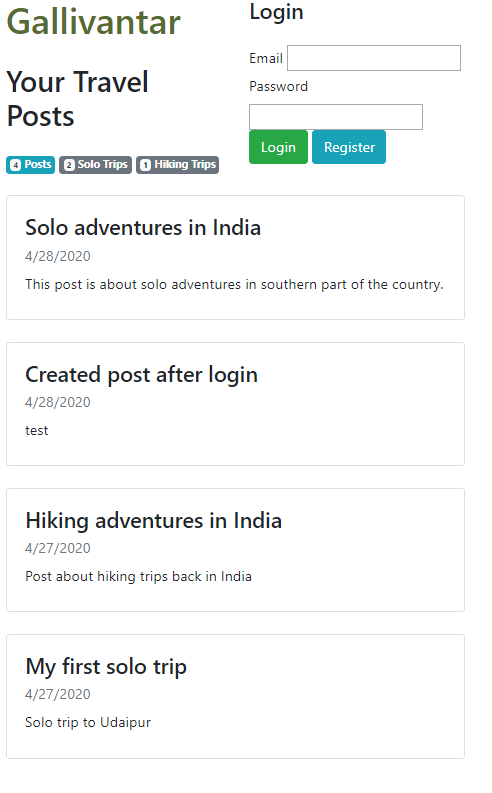 Gallivantar
Your Travel
Posts
4 Posts 2 Solo Trips 1 Hiking Trips
Login
Email
Password
Login Register
Solo adventures in India
4/28/2020
This post is about solo adventures in southern part of the country.
Created post after login
4/28/2020
test
Hiking adventures in India
4/27/2020
Post about hiking trips back in India
My first solo trip
4/27/2020
Solo trip to Udaipur